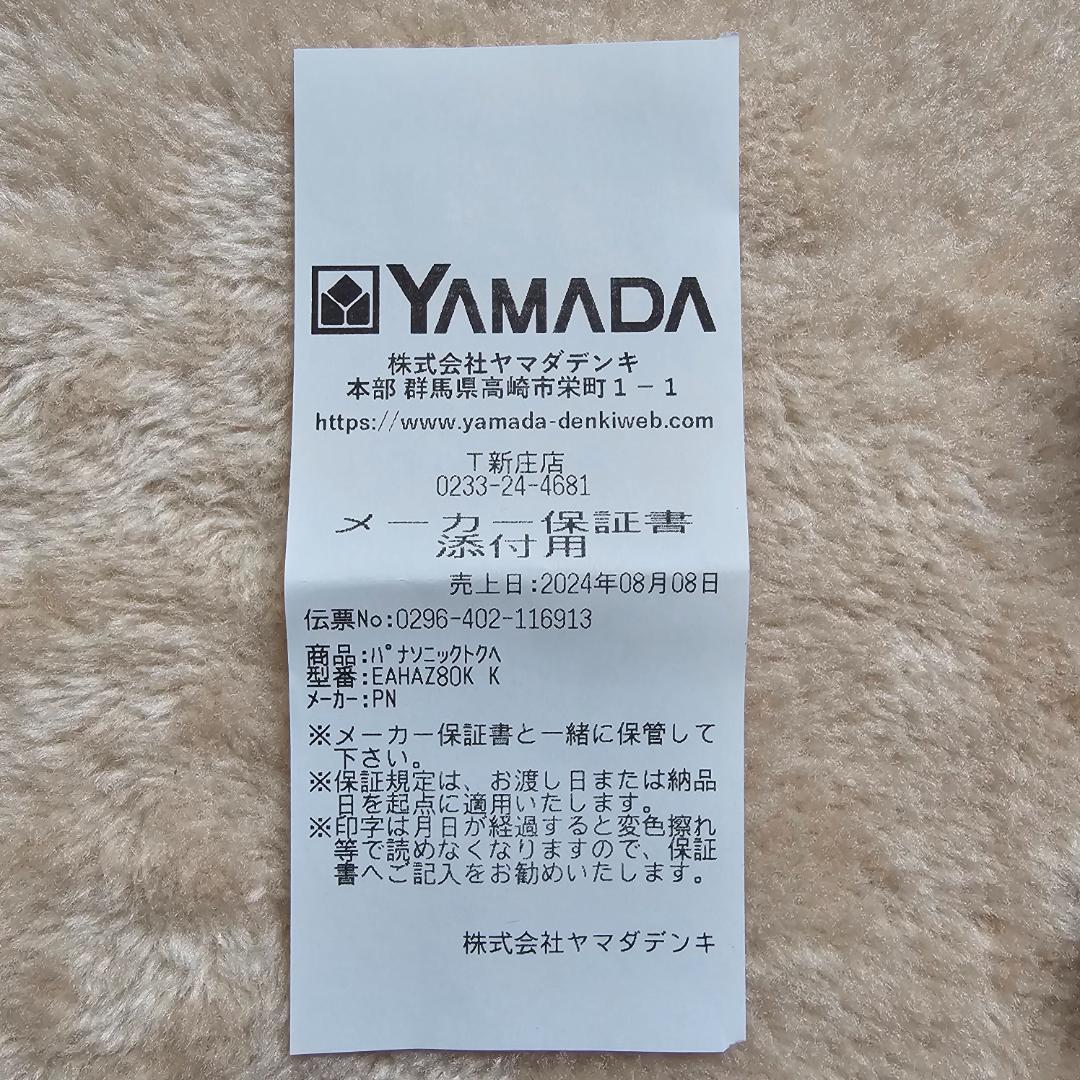 YAMADA
株式会社ヤマダデンキ
本部 群馬県高崎市栄町1-1
https://www.yamada-denkiweb.com
T新庄店
0233-24-4681
メーカー保証書
添付用
売上日:2024年08月08日
伝票No:0296-402-116913
商品:ﾊﾟﾅソニックトクヘ
型番:EAHAZ80K K
ﾒｰｶｰ:PN
※メーカー保証書と一緒に保管して
下さい。
※保証規定は、お渡し日または納品
日を起点に適用いたします。
※印字は月日が経過すると変色擦れ
等で読めなくなりますので、保証
書へご記入をお勧めいたします。
株式会社ヤマダデンキ